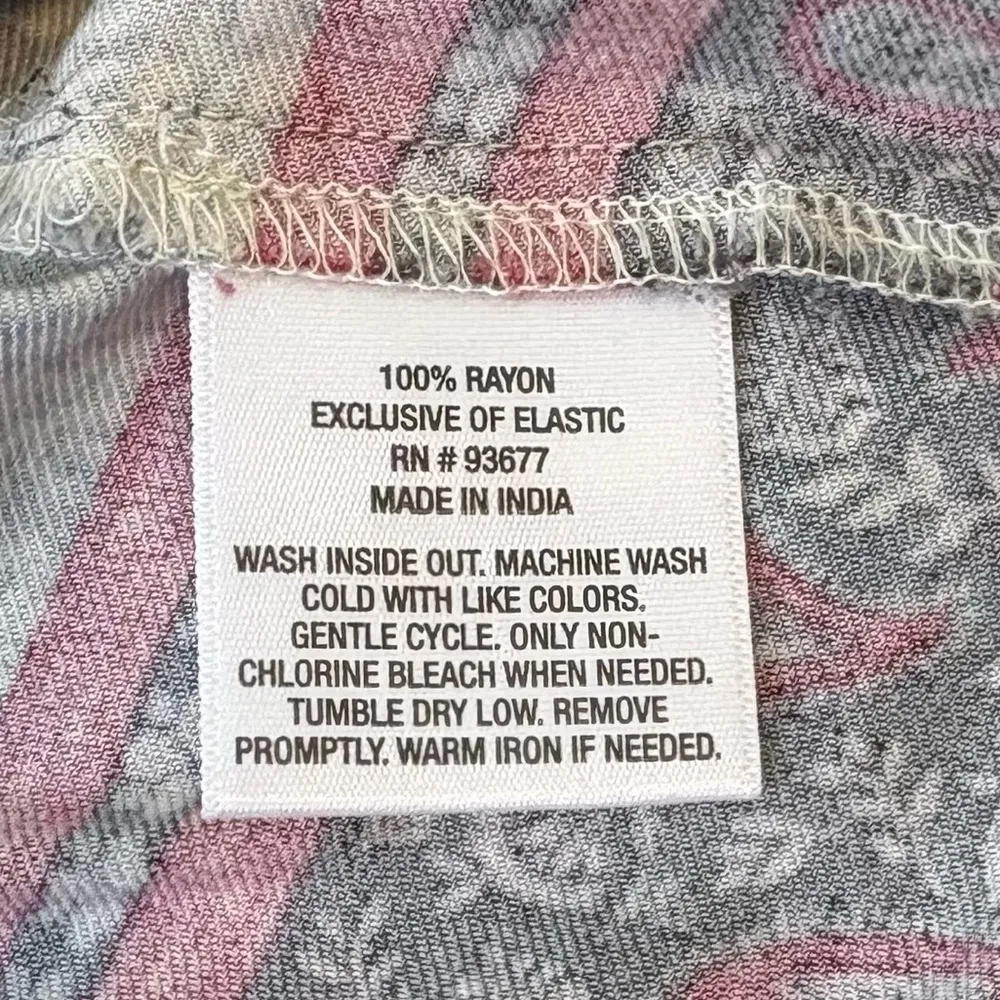 100% RAYON
EXCLUSIVE OF ELASTIC
RN # 93677
MADE IN INDIA
WASH INSIDE OUT. MACHINE WASH
COLD WITH LIKE COLORS.
GENTLE CYCLE. ONLY NON-
CHLORINE BLEACH WHEN NEEDED.
TUMBLE DRY LOW. REMOVE
PROMPTLY. WARM IRON IF NEEDED.